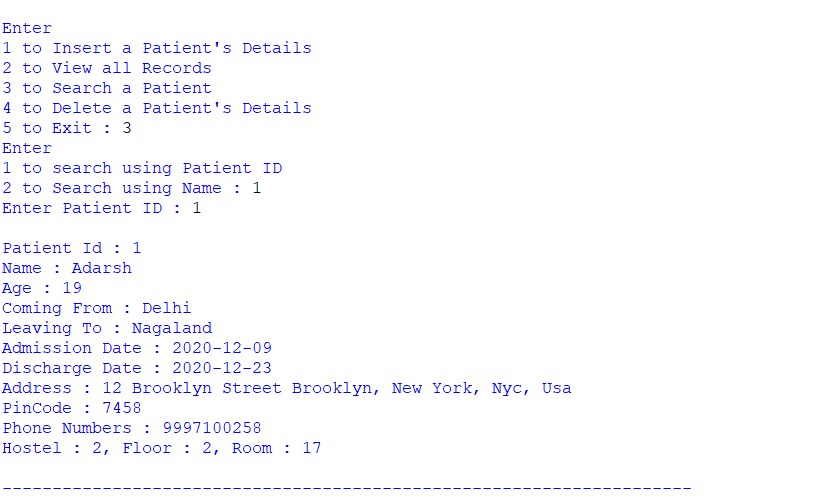 Enter
1 to Insert a Patient's Details
2 to View all Records
3 to Search a Patient
4 to Delete a Patient's Details
5 to Exit : 3
Enter
1 to search using Patient ID
2 to Search using Name : 1
Enter Patient ID : 1
Patient Id : 1
Name : Adarsh
Age : 19
Coming From : Delhi
Leaving To : Nagaland
Admission Date : 2020-12-09
Discharge Date : 2020-12-23
Address : 12 Brooklyn Street Brooklyn, New York, Nyc, Usa
PinCode : 7458
Phone Numbers : 9997100258
Hostel : 2, Floor : 2, Room : 17
---------------------------------------------------------------------